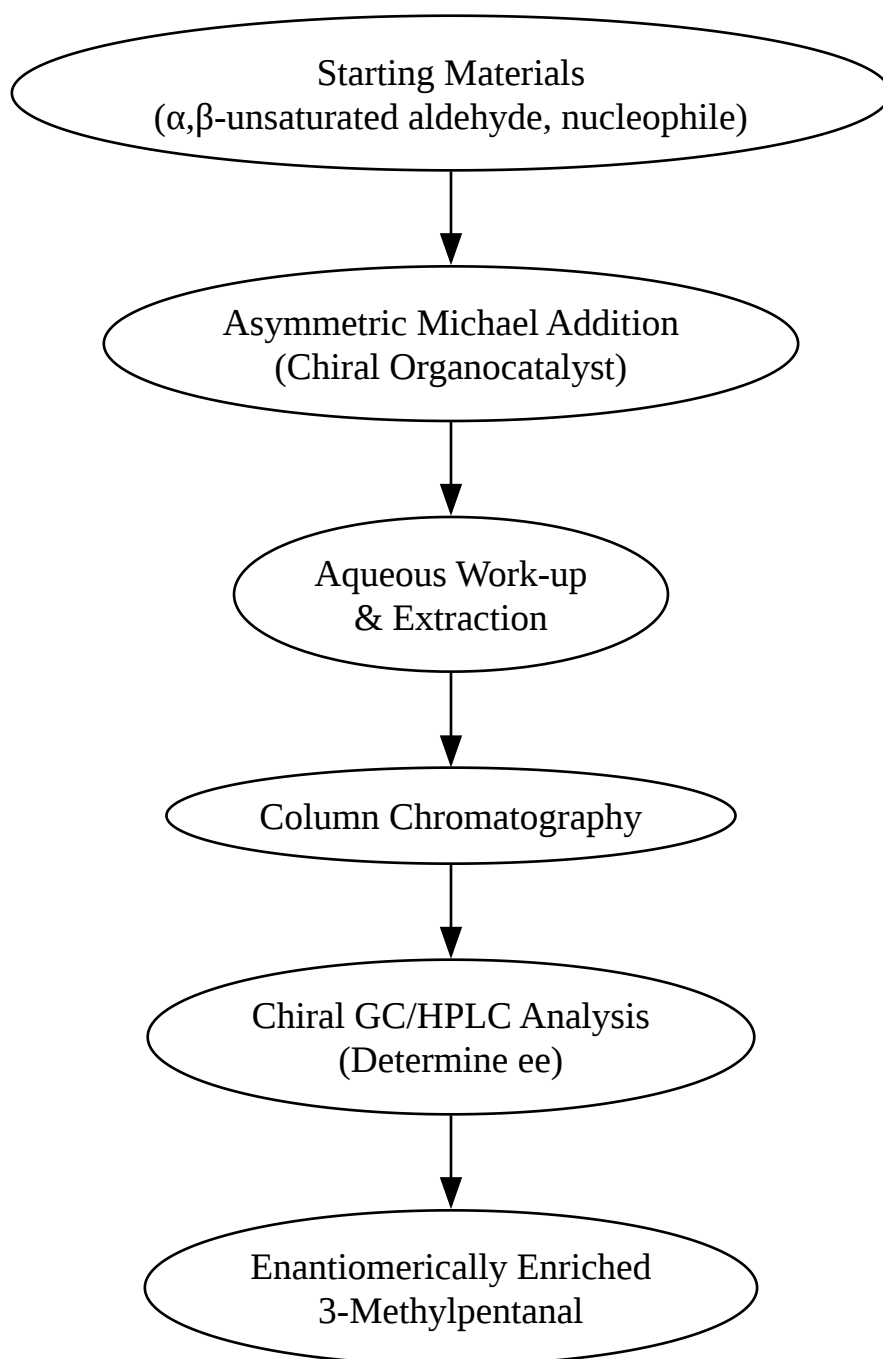 Starting Materials
(α,β-unsaturated aldehyde, nucleophile)
Asymmetric Michael Addition
(Chiral Organocatalyst)
Aqueous Work-up
& Extraction
Column Chromatography
Chiral GC/HPLC Analysis
(Determine ee)
Enantiomerically Enriched
3-Methylpentanal